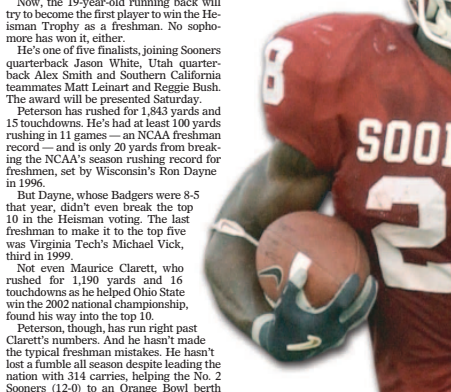 Now, the 19-year-old running back will
try to become the first player to win the He-
isman Trophy as a freshman. No sopho-
more has won it, either.
He's one of five finalists, joining Sooners
quarterback Jason White, Utah quarter-
back Alex Smith and Southern California
teammates Matt Leinart and Reggie Bush.
The award will be presented Saturday.
Peterson has rushed for 1,843 yards and
15 touchdowns. He's had at least 100 yards
rushing in 11 games — an NCAA freshman
record — and is only 20 yards from break-
ing the NCAA's season rushing record for
freshmen, set by Wisconsin's Ron Dayne
in 1996.
But Dayne, whose Badgers were 8-5
that year, didn't even break the top
10 in the Heisman voting. The last
freshman to make it to the top five
was Virginia Tech's Michael Vick,
third in 1999.
Not even Maurice Clarett, who
rushed for 1,190 yards and 16
touchdowns as he helped Ohio State
win the 2002 national championship,
found his way into the top 10.
Peterson, though, has run right past
Clarett's numbers. And he hasn't made
the typical freshman mistakes. He hasn't
lost a fumble all season despite leading the
nation with 314 carries, helping the No. 2
Sooners (12-0) to an Orange Bowl berth
8
SOO
2